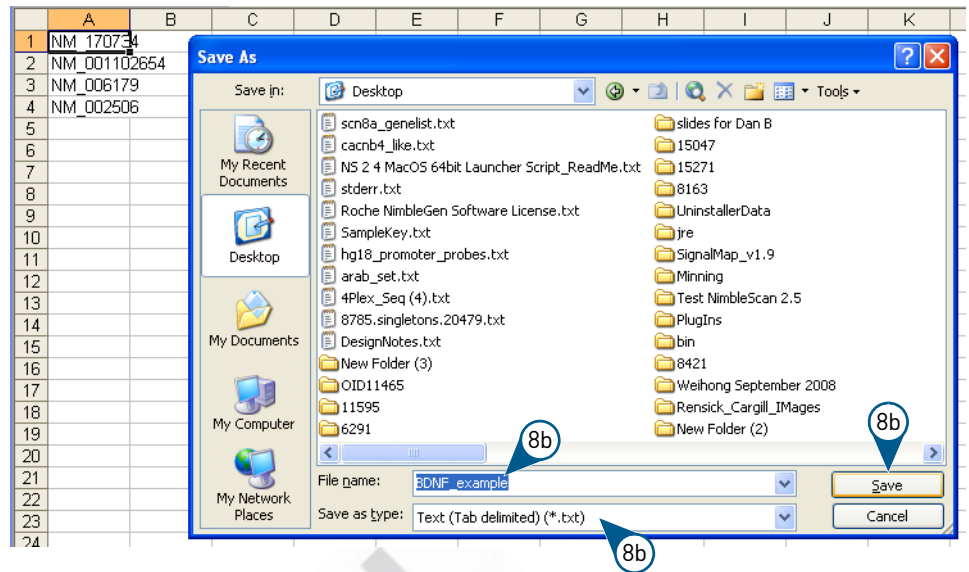 A B C D E F G H I J K
1 NM_170734
2 NM_001102654
3 NM_006179
4 NM_002506
5
6
7
8
9
10
11
12
13
14
15
16
17
18
19
20
21
22
23
24
Save As
Save in: Desktop Tools
My Recent Documents
Desktop
My Documents
My Computer
My Network Places
scn8a_genelist.txt
cacnb4_like.txt
NS 2 4 MacOS 64bit Launcher Script_ReadMe.txt
stderr.txt
Roche NimbleGen Software License.txt
SampleKey.txt
hg18_promoter_probes.txt
arab_set.txt
4Plex_Seq (4).txt
8785.singletons.20479.txt
DesignNotes.txt
New Folder (3)
OID11465
11595
6291
slides for Dan B
15047
15271
8163
UninstallerData
jre
SignalMap_v1.9
Minning
Test NimbleScan 2.5
PlugIns
bin
8421
Weihong September 2008
Rensick_Cargill_IMages
New Folder (2)
8b
8b
File name: BDNF_example Save
Save as type: Text (Tab delimited) (*.txt) Cancel
8b